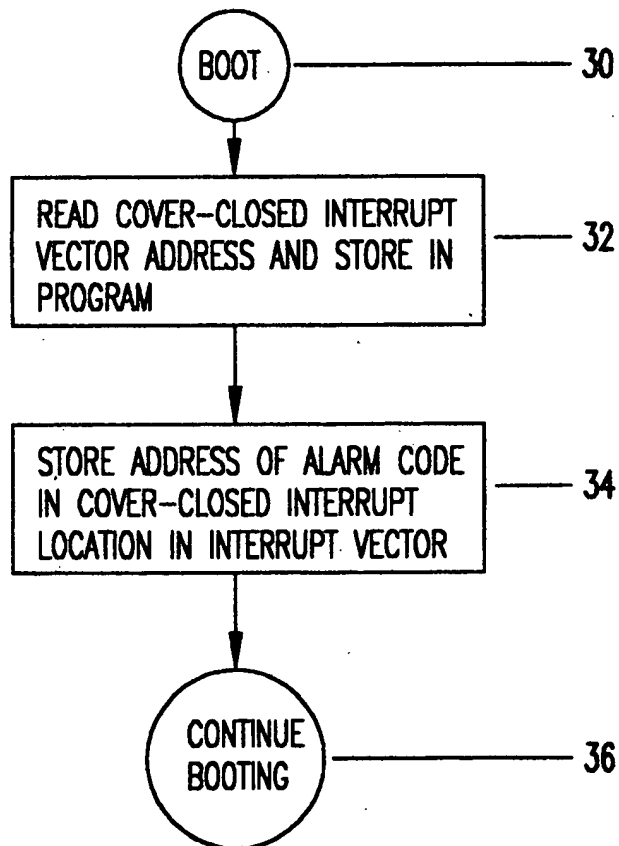 BOOT
30
READ COVER-CLOSED INTERRUPT
VECTOR ADDRESS AND STORE IN
PROGRAM
32
STORE ADDRESS OF ALARM CODE
IN COVER-CLOSED INTERRUPT
LOCATION IN INTERRUPT VECTOR
34
CONTINUE
BOOTING
36